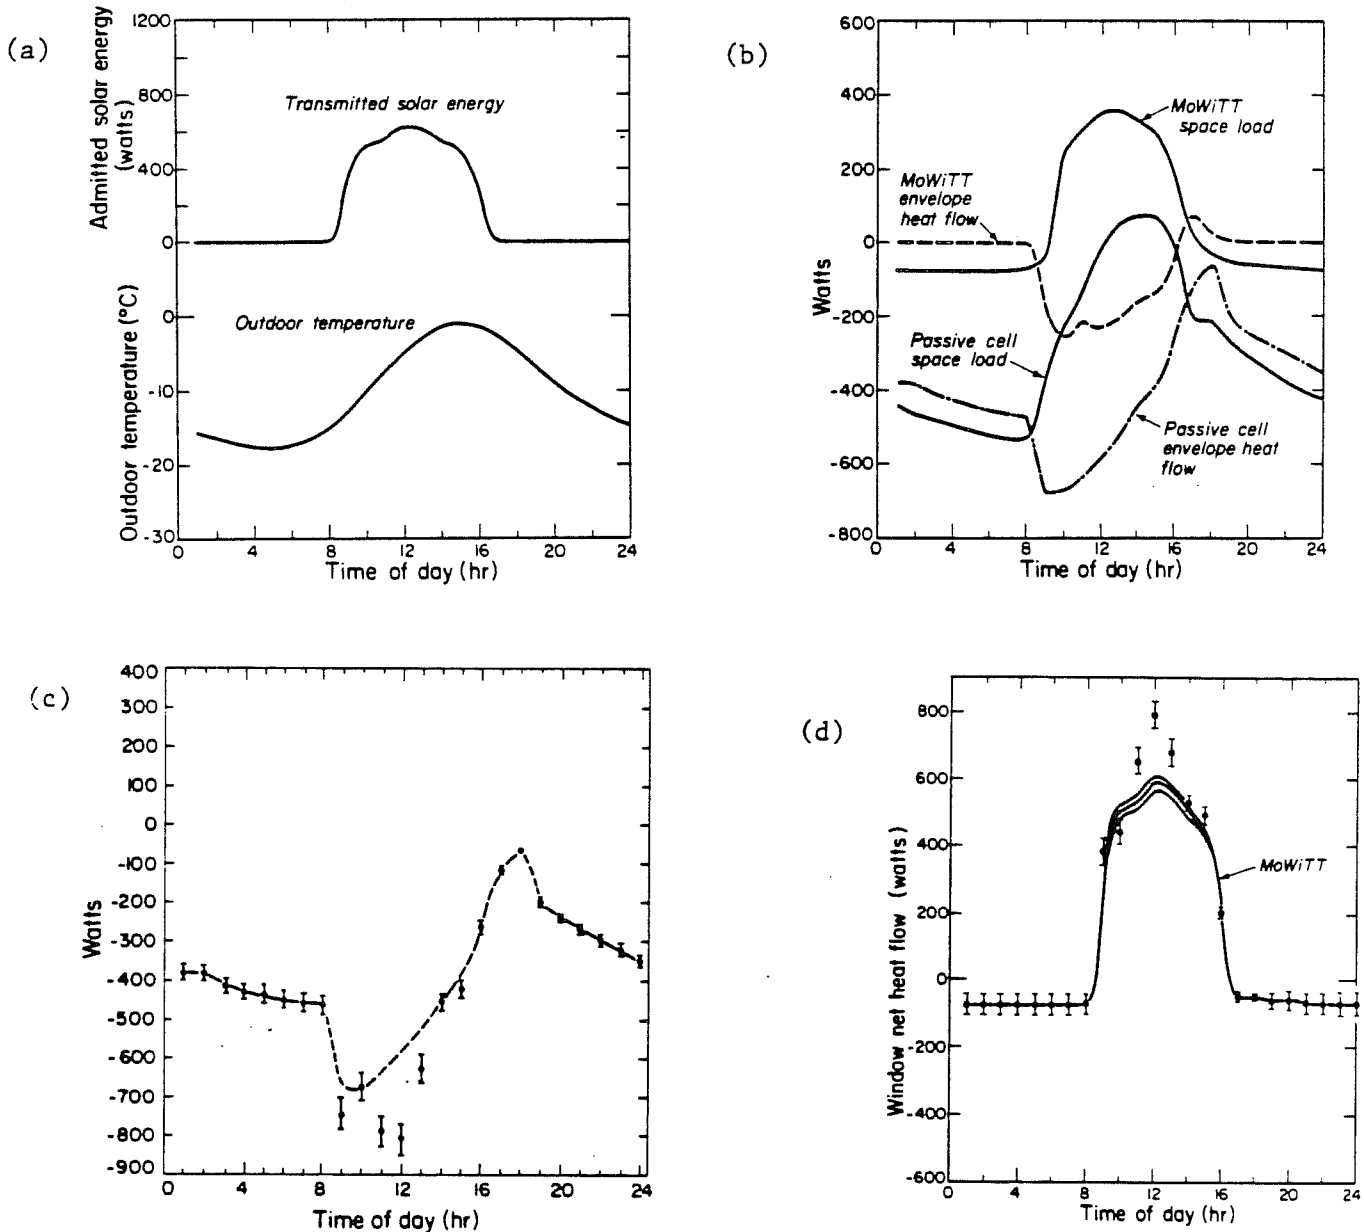 (a)
Admitted solar energy
(watts)
1200
800
400
0
Transmitted solar energy
Outdoor temperature (°C)
0
-10
-20
-30
Outdoor temperature
0 4 8 12 16 20 24
Time of day (hr)
(b)
Watts
600
400
200
0
-200
-400
-600
-800
MoWiTT
space load
MoWiTT
envelope
heat flow
Passive cell
space load
Passive cell
envelope heat
flow
0 4 8 12 16 20 24
Time of day (hr)
(c)
Watts
400
300
200
100
0
-100
-200
-300
-400
-500
-600
-700
-800
-900
0 4 8 12 16 20 24
Time of day (hr)
(d)
Window net heat flow (watts)
800
600
400
200
0
-200
-400
-600
MoWiTT
0 4 8 12 16 20 24
Time of day (hr)